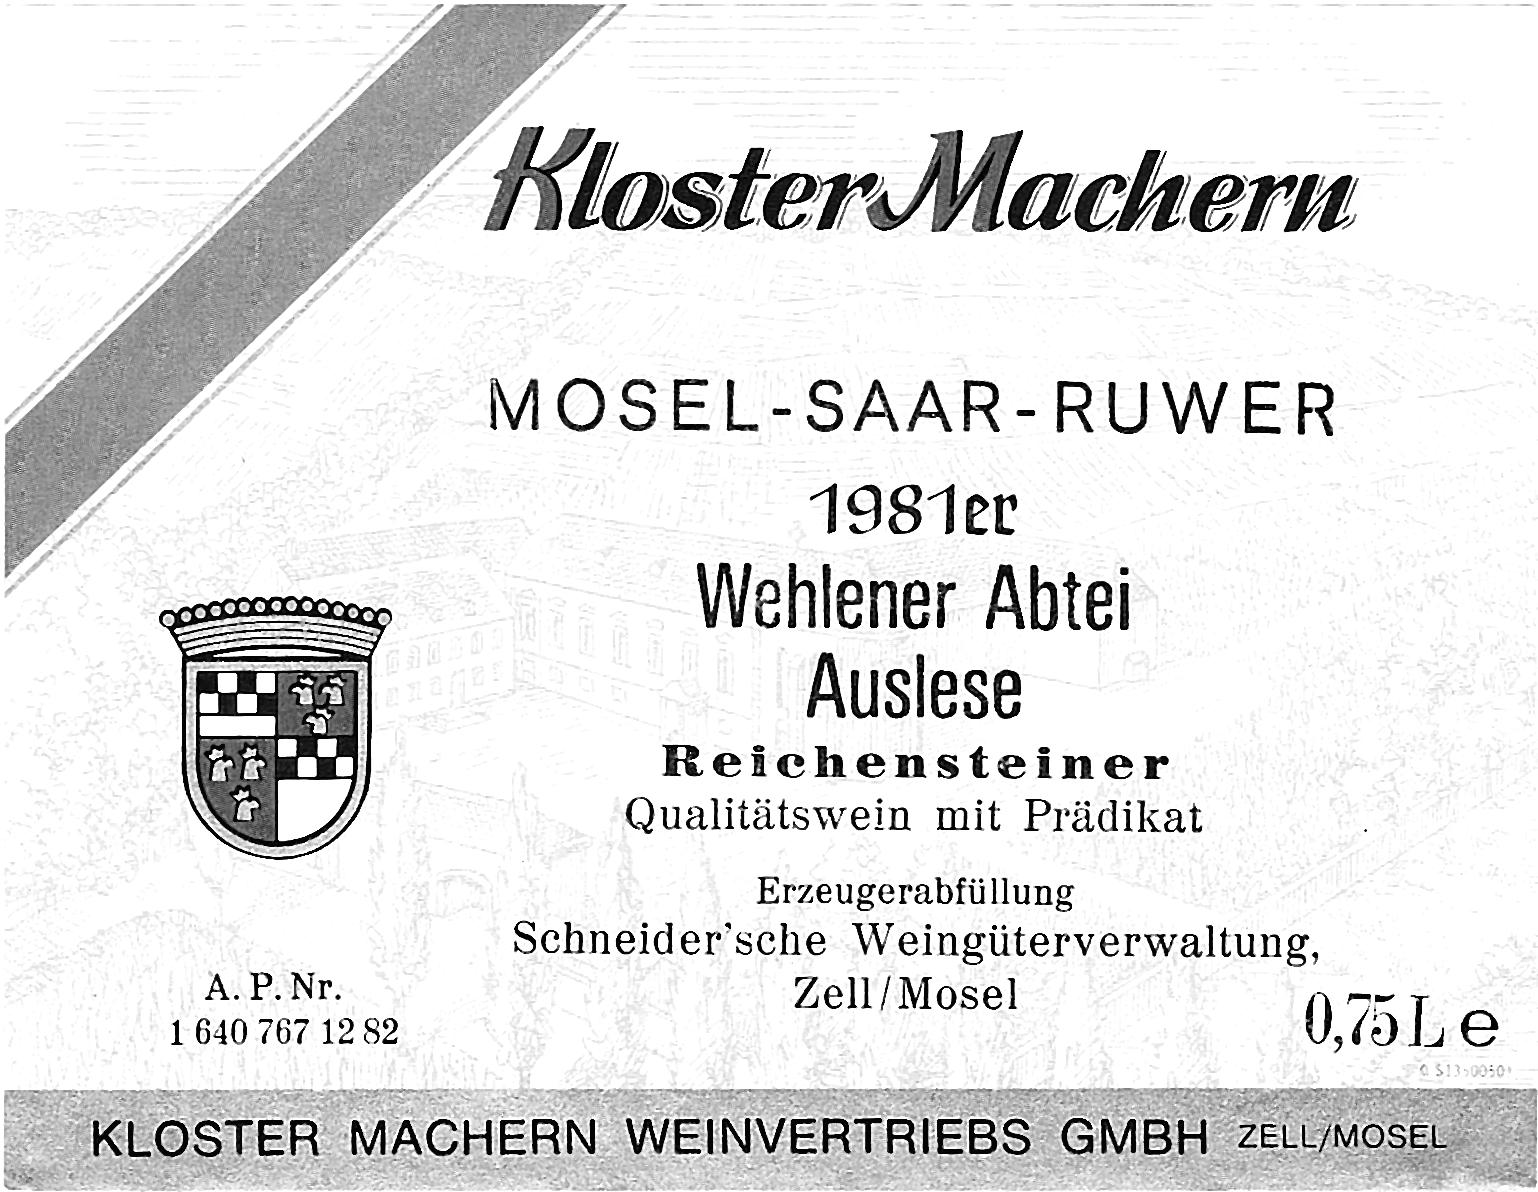 Kloster Machern
MOSEL-SAAR-RUWER
1981er
Wehlener Abtei
Auslese
Reichensteiner
Qualitätswein mit Prädikat
Erzeugerabfüllung
Schneider'sche Weingüterverwaltung,
Zell/Mosel
A. P. Nr.
1 640 767 12 82
0,75 L e
KLOSTER MACHERN WEINVERTRIEBS GMBH ZELL/MOSEL